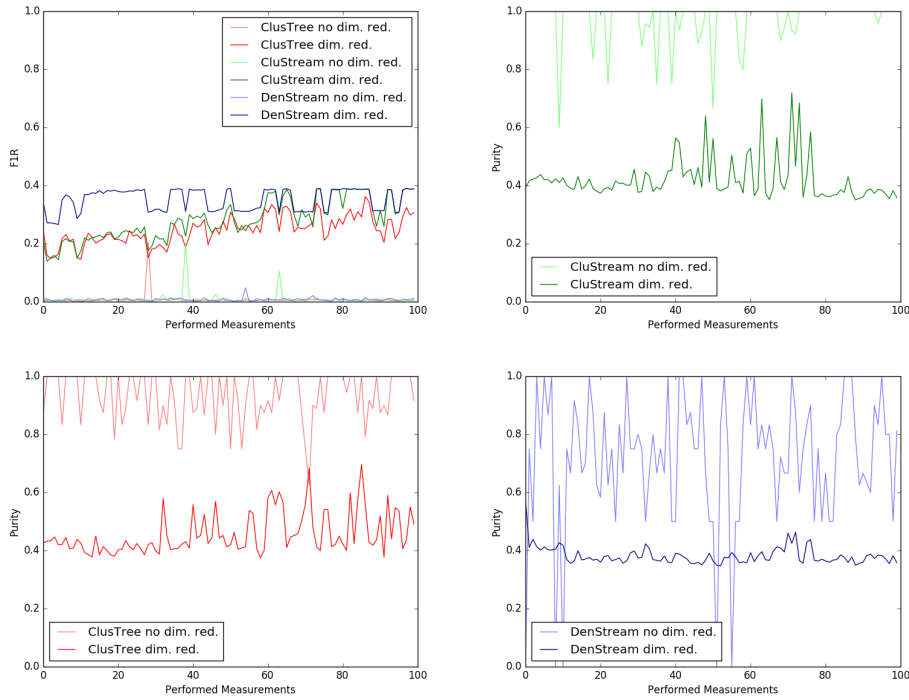 1.0
0.8
0.6
0.4
0.2
0.0
F1R
ClusTree no dim. red.
ClusTree dim. red.
CluStream no dim. red.
CluStream dim. red.
DenStream no dim. red.
DenStream dim. red.
0 20 40 60 80 100
Performed Measurements
1.0
0.8
0.6
0.4
0.2
0.0
Purity
CluStream no dim. red.
CluStream dim. red.
0 20 40 60 80 100
Performed Measurements
1.0
0.8
0.6
0.4
0.2
0.0
Purity
ClusTree no dim. red.
ClusTree dim. red.
0 20 40 60 80 100
Performed Measurements
1.0
0.8
0.6
0.4
0.2
0.0
Purity
DenStream no dim. red.
DenStream dim. red.
0 20 40 60 80 100
Performed Measurements